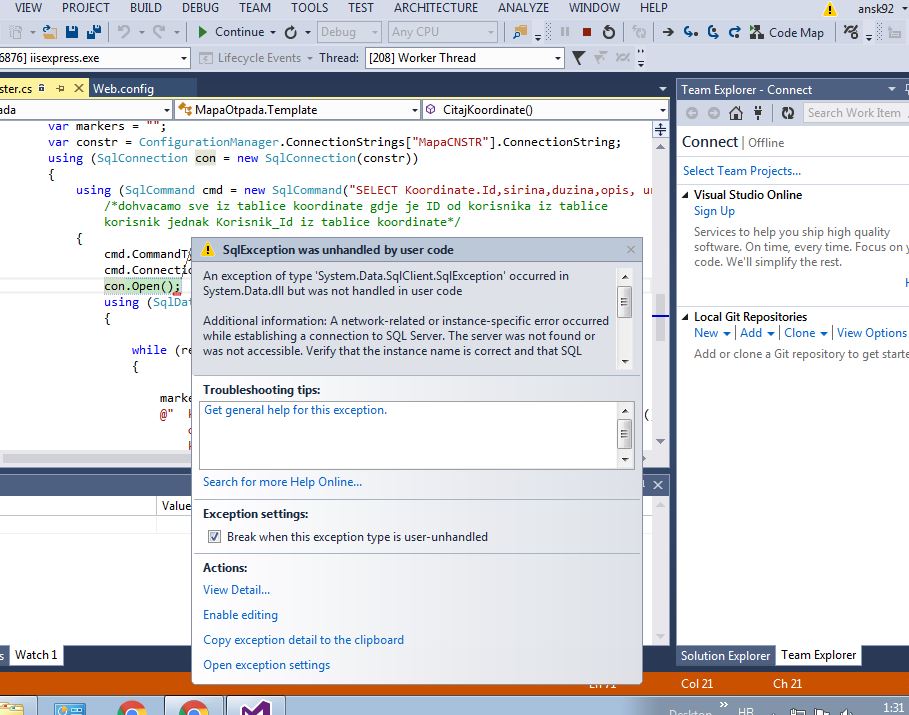 VIEW PROJECT BUILD DEBUG TEAM TOOLS TEST ARCHITECTURE ANALYZE WINDOW HELP ansk92
Continue Debug Any CPU Code Map
6876] iisexpress.exe Lifecycle Events Thread: [208] Worker Thread
ster.cs Web.config
ada MapaOtpada.Template CitajKoordinate()
var markers = "";
var constr = ConfigurationManager.ConnectionStrings["MapaCNSTR"].ConnectionString;
using (SqlConnection con = new SqlConnection(constr))
{
using (SqlCommand cmd = new SqlCommand("SELECT Koordinate.Id,sirina,duzina,opis, u
/*dohvacamo sve iz tablice koordinate gdje je ID od korisnika iz tablice
korisnik jednak Korisnik_Id iz tablice koordinate*/
{
cmd.CommandT
cmd.Connectio
con.Open();
using (SqlDat
{
while (re
{
marke
@" k
SqlException was unhandled by user code
An exception of type 'System.Data.SqlClient.SqlException' occurred in
System.Data.dll but was not handled in user code
Additional information: A network-related or instance-specific error occurred
while establishing a connection to SQL Server. The server was not found or
was not accessible. Verify that the instance name is correct and that SQL
Troubleshooting tips:
Get general help for this exception.
Search for more Help Online...
Exception settings:
Break when this exception type is user-unhandled
Actions:
View Detail...
Enable editing
Copy exception detail to the clipboard
Open exception settings
Value
s Watch 1
Team Explorer - Connect
Search Work Item
Connect | Offline
Select Team Projects...
Visual Studio Online
Sign Up
Services to help you ship high quality
software. On time, every time. Focus on y
code. We'll simplify the rest.
Local Git Repositories
New | Add | Clone | View Options
Add or clone a Git repository to get starte
Solution Explorer Team Explorer
Ln 71 Col 21 Ch 21
Desktop HR 1:31